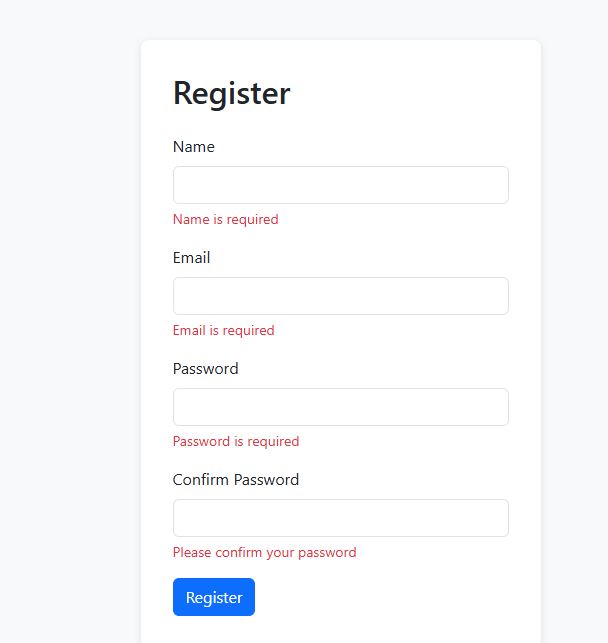 Register
Name
Name is required
Email
Email is required
Password
Password is required
Confirm Password
Please confirm your password
Register